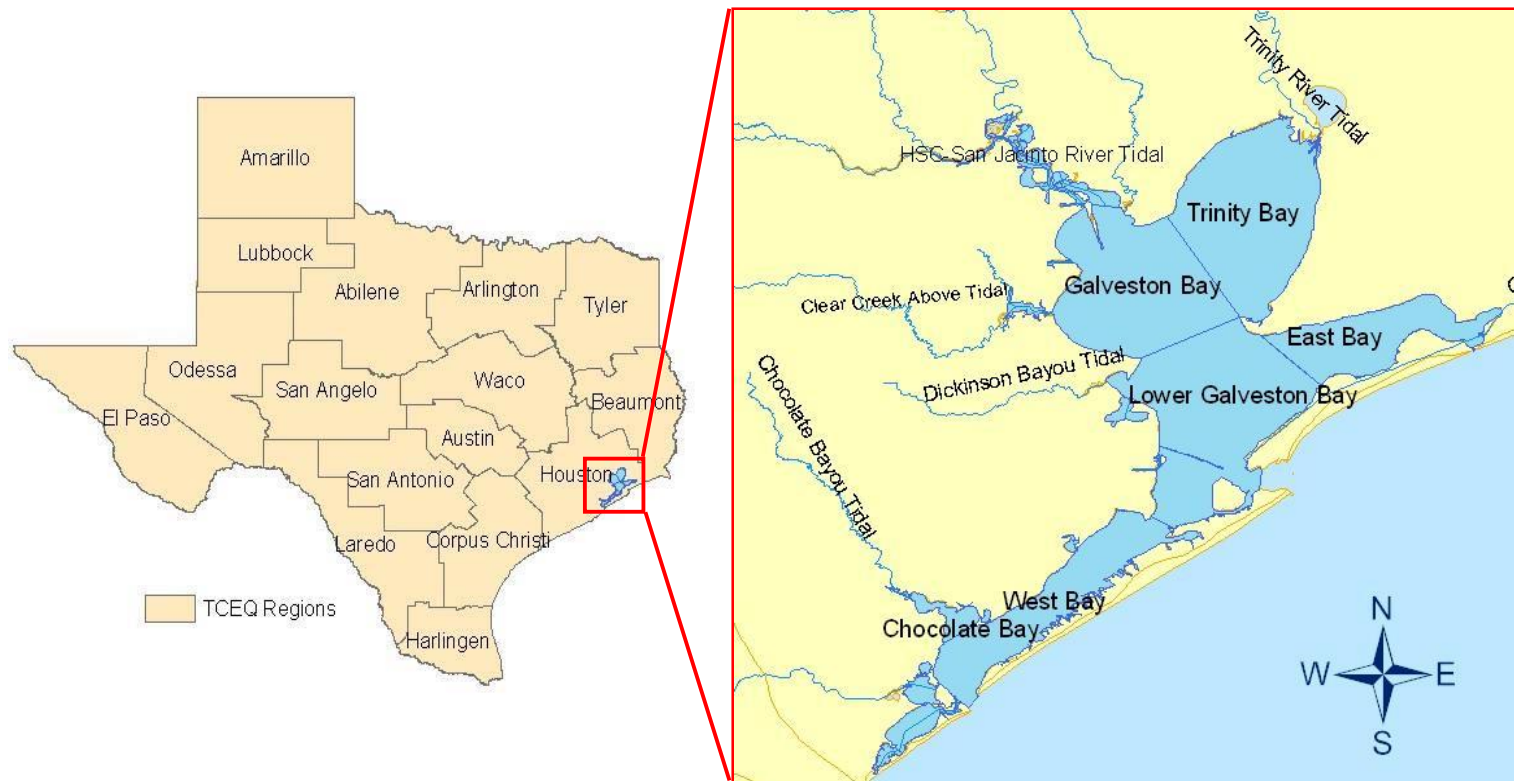 Amarillo
Lubbock
Abilene
Arlington
Tyler
Odessa
San Angelo
Waco
El Paso
Beaumont
Austin
Houston
San Antonio
Laredo
Corpus Christi
TCEQ Regions
Harlingen
Trinity River Tidal
HSC-San Jacinto River Tidal
Trinity Bay
Galveston Bay
Clear Creek Above Tidal
East Bay
Dickinson Bayou Tidal
Lower Galveston Bay
Chocolate Bayou Tidal
West Bay
Chocolate Bay
N
W
E
S